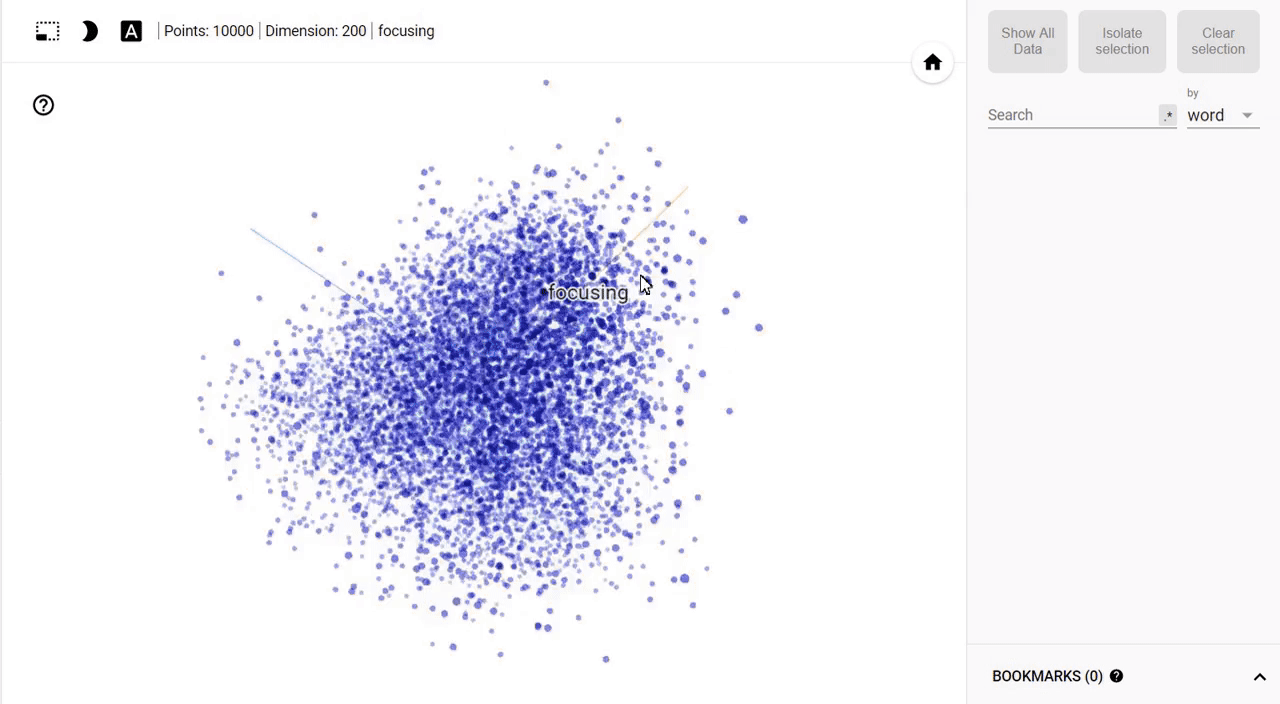 A
Points: 10000 | Dimension: 200 | focusing
Show All
Data
Isolate
selection
Clear
selection
by
Search
.*
word
focusing
BOOKMARKS (0)